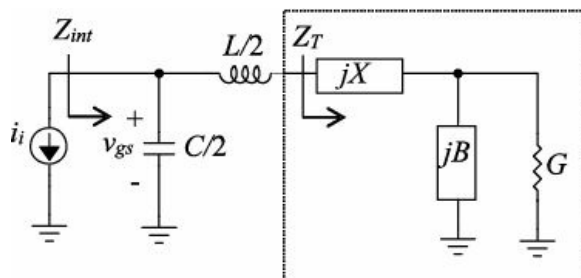 Z_int
L/2
Z_T
jX
i_i
+
v_gs
-
C/2
jB
G